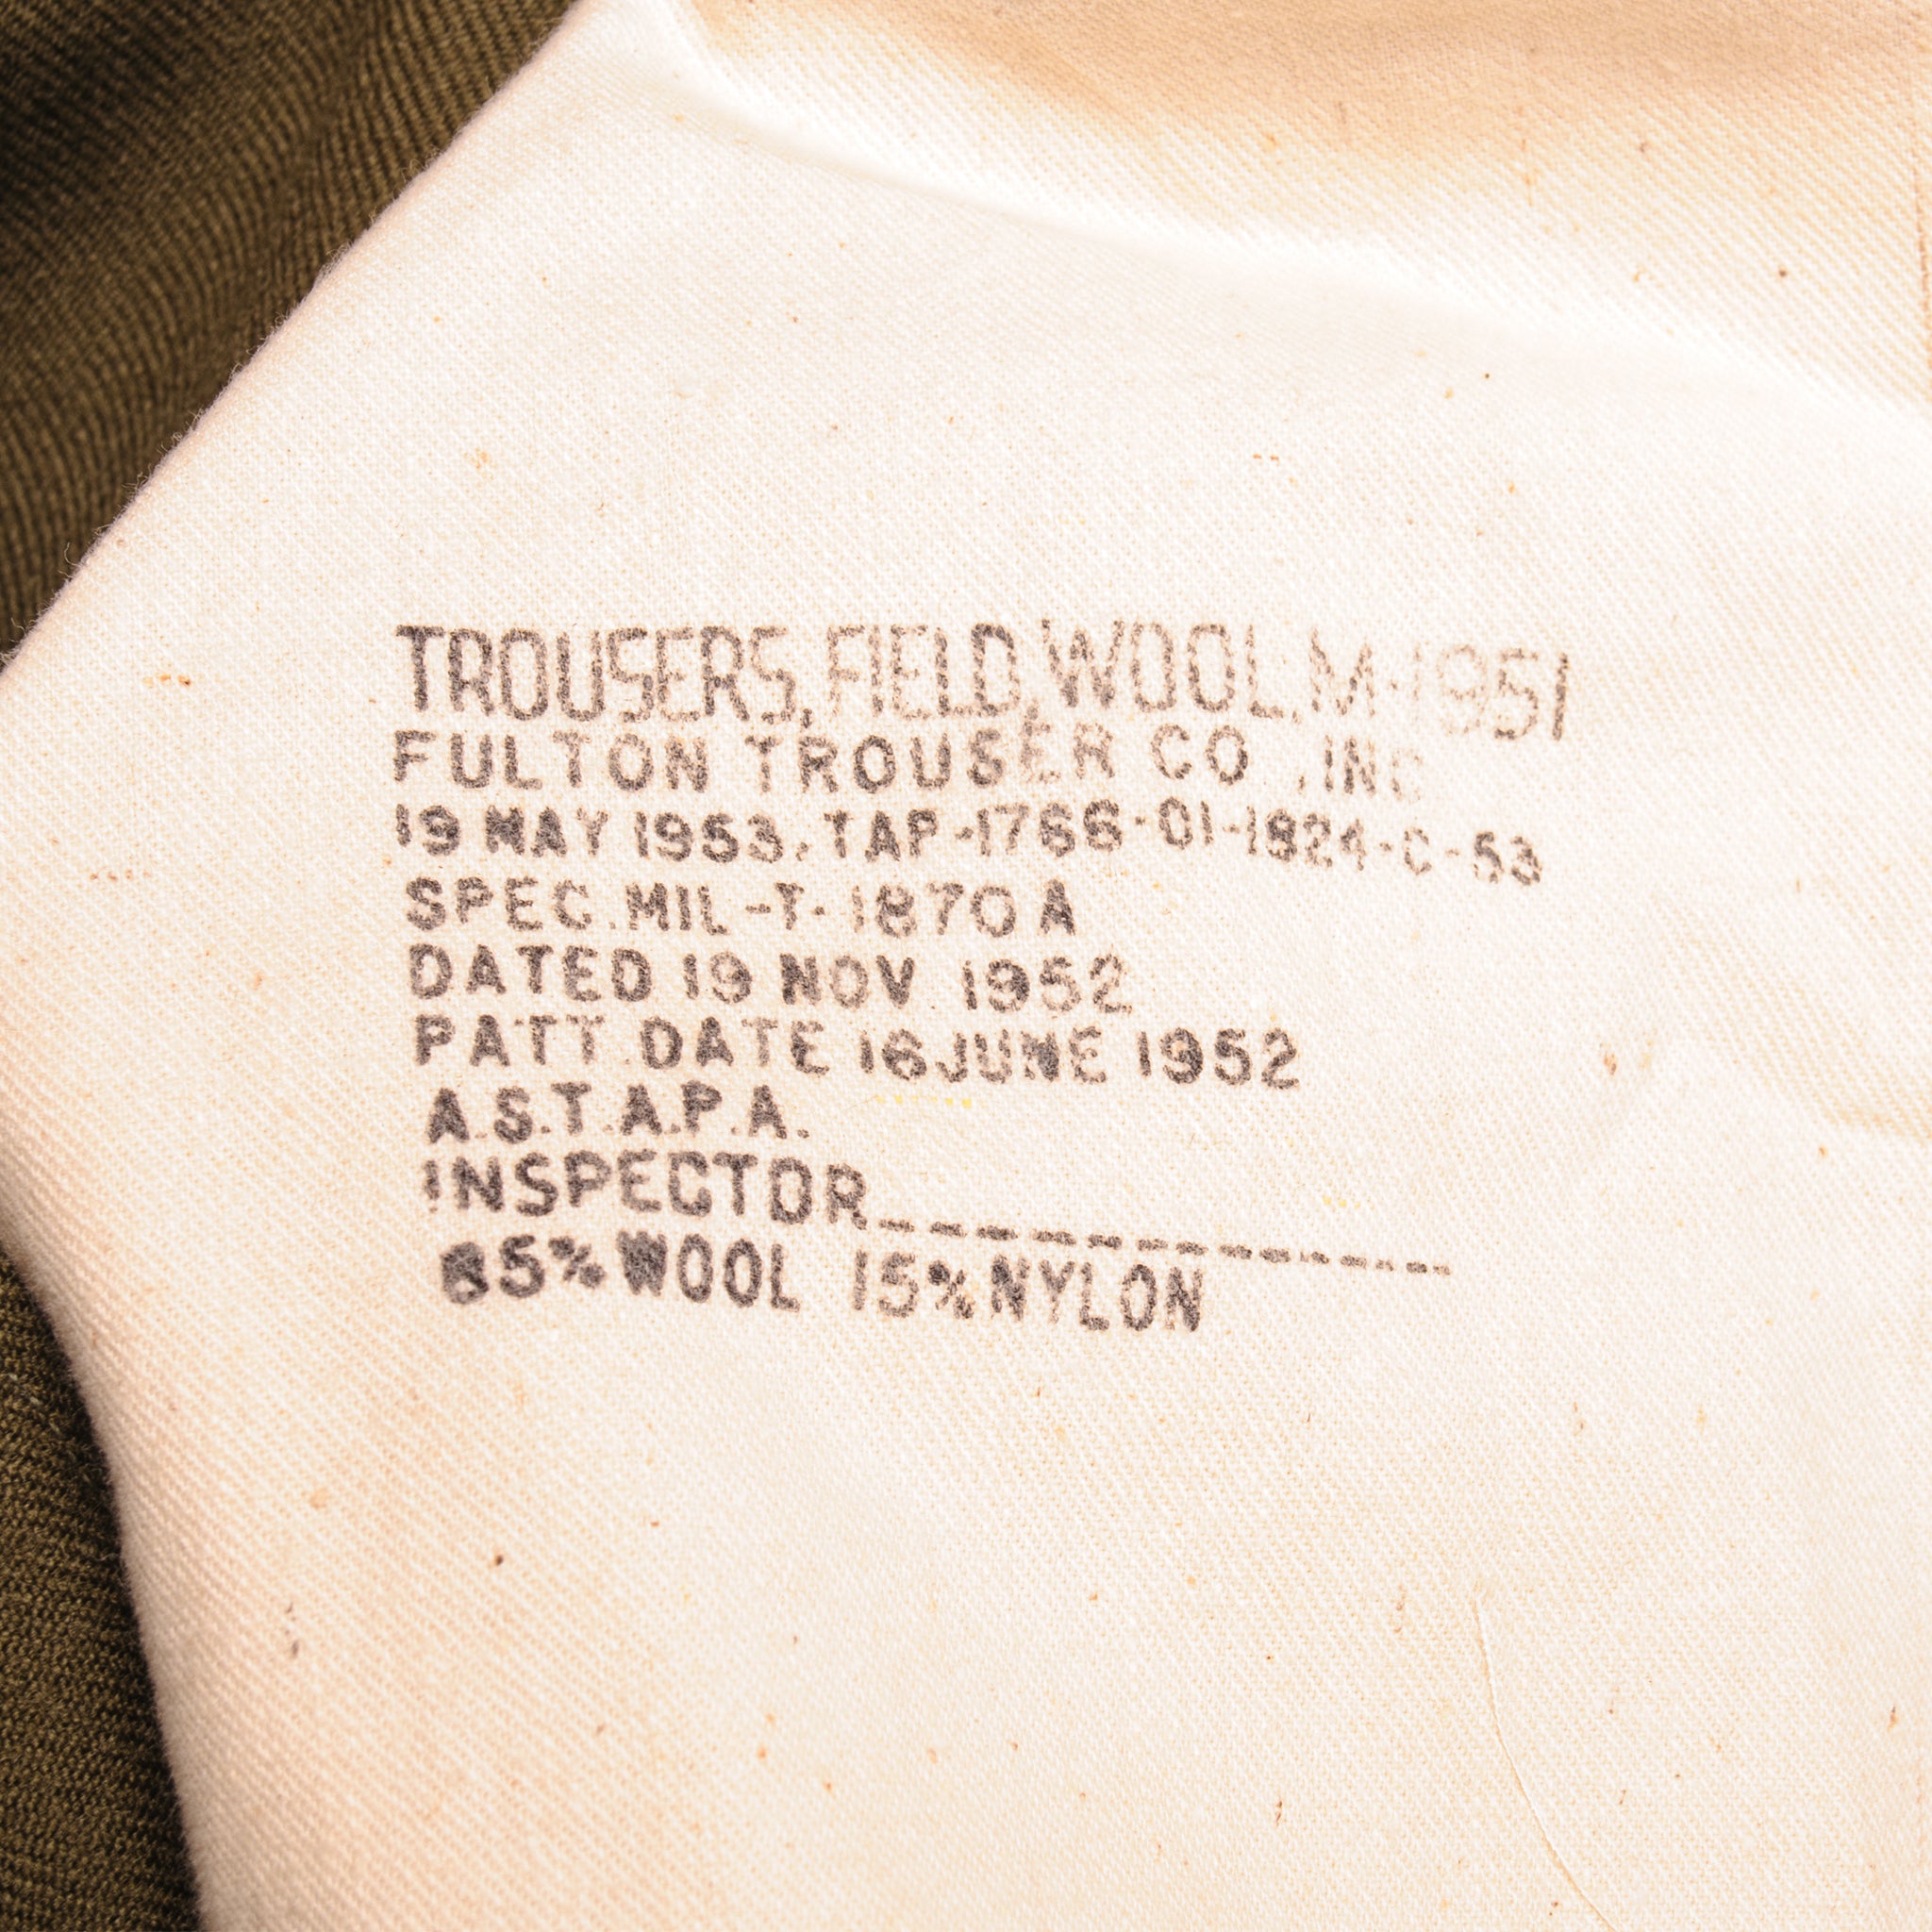 TROUSERS, FIELD, WOOL, M-1951
FULTON TROUSER CO., INC
19 MAY 1953, TAP-1766-01-1924-C-53
SPEC. MIL-T-1870 A
DATED 19 NOV. 1952
PATT. DATE 16 JUNE 1952
A.S.T.A.P.A.
INSPECTOR______________
85% WOOL 15% NYLON